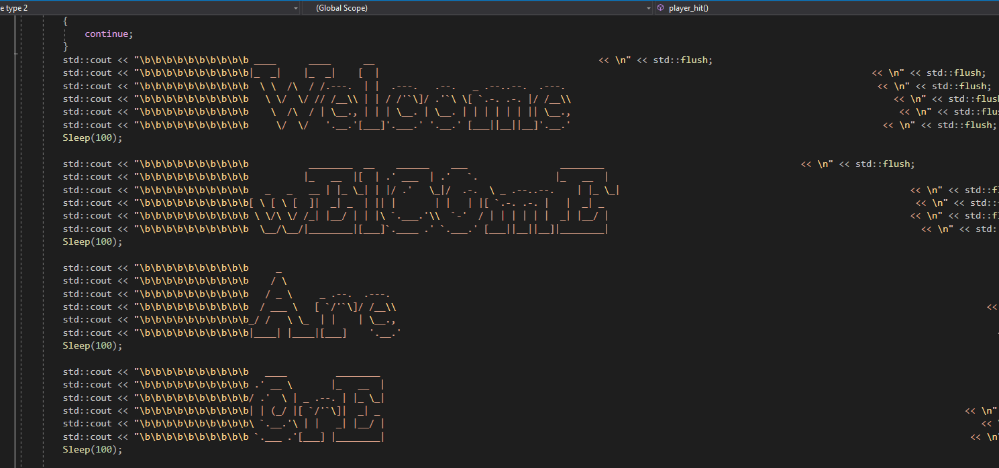 e type 2 (Global Scope) player_hit()
{
continue;
}
std::cout << "\b\b\b\b\b\b\b\b\b\b ____      ____      __                                         << \n" << std::flush;
std::cout << "\b\b\b\b\b\b\b\b\b\b|_  _|    |_  _|    [  |                                        << \n" << std::flush;
std::cout << "\b\b\b\b\b\b\b\b\b\b  \ \  /\  / /.---.  | |  .---.   .--.   _ .--..--.  .---.      << \n" << std::flush;
std::cout << "\b\b\b\b\b\b\b\b\b\b   \ \/  \/ // /__\\ | | / /'`\]/ .'`\ \[ `.-. .-. |/ /__\\     << \n" << std::flush
std::cout << "\b\b\b\b\b\b\b\b\b\b    \  /\  / | \__., | | | \__. | \__. | | | | | | || \__.,     << \n" << std::flus
std::cout << "\b\b\b\b\b\b\b\b\b\b     \/  \/   '.__.'[___]'.___.' '.__.' [___||__||__]'.__.'     << \n" << std::flush;
Sleep(100);
std::cout << "\b\b\b\b\b\b\b\b\b\b           ________  __    ______    ___                 ________      << \n" << std::flush;
std::cout << "\b\b\b\b\b\b\b\b\b\b          |_   __  |[  | .' ___  | .'   `.              |_   __  |
std::cout << "\b\b\b\b\b\b\b\b\b\b   _   _   __ | |_ \_| | | |/ .'   \_|/  .-.  \ _ .--..--.    | |_ \_|     << \n" << std::fl
std::cout << "\b\b\b\b\b\b\b\b\b\b[ \ [ \ [  ]|  _| _  | || |       | |   | |[ `.-. .-. |   |  _| _     << \n" << std::
std::cout << "\b\b\b\b\b\b\b\b\b\b \ \/\ \/ /_| |__/ | | |\ `.___.'\\  `-'  / | | | | | |  _| |__/ |     << \n" << std::fl
std::cout << "\b\b\b\b\b\b\b\b\b\b  \__/\__/|________|[___]`.____ .' `.___.' [___||__||__]|________|     << \n" << std:
Sleep(100);
std::cout << "\b\b\b\b\b\b\b\b\b\b     _
std::cout << "\b\b\b\b\b\b\b\b\b\b    / \
std::cout << "\b\b\b\b\b\b\b\b\b\b   / _ \     _ .--.  .---.
std::cout << "\b\b\b\b\b\b\b\b\b\b  / ___ \   [ `/'`\]/ /__\\     <<
std::cout << "\b\b\b\b\b\b\b\b\b\b_/ /   \ \_  | |    | \__.,
std::cout << "\b\b\b\b\b\b\b\b\b\b|____| |____|[___]    '.__.'
Sleep(100);
std::cout << "\b\b\b\b\b\b\b\b\b\b   ____         ________
std::cout << "\b\b\b\b\b\b\b\b\b\b .' __ \       |_   __  |
std::cout << "\b\b\b\b\b\b\b\b\b\b/ .'  \ | _ .--. | |_ \_|
std::cout << "\b\b\b\b\b\b\b\b\b\b| | (_/ |[ `/'`\]|  _| _     << \n"
std::cout << "\b\b\b\b\b\b\b\b\b\b\ `.__.'\ | |   _| |__/ |     <<
std::cout << "\b\b\b\b\b\b\b\b\b\b `.___ .'[___] |________|     << \n
Sleep(100);